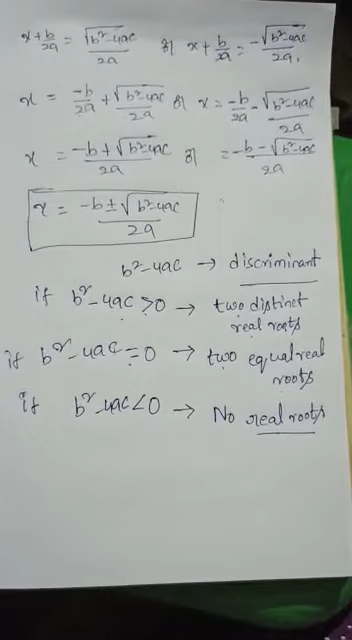 x + b/2a = √b²-4ac/2a or x + b/2a = -√b²-4ac/2a.
x = -b/2a + √b²-4ac/2a or x = -b/2a - √b²-4ac/2a
x = -b+√b²-4ac/2a or = -b-√b²-4ac/2a
x = -b±√b²-4ac/2a
b²-4ac → discriminant
if b²-4ac>0 → two distinct
real roots
if b²-4ac=0 → two equal real
roots
if b²-4ac<0 → No real roots